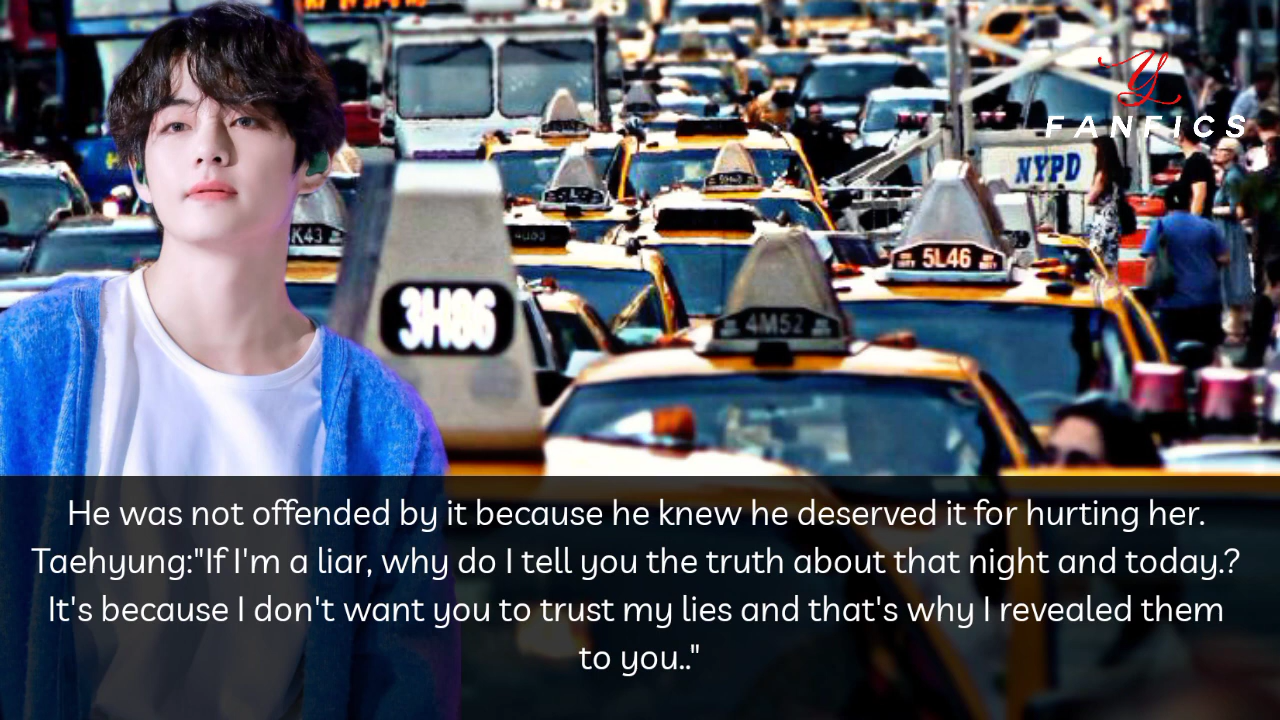 Y
FANFICS
NYPD
K43
5L46
3H86
4M52
He was not offended by it because he knew he deserved it for hurting her.
Taehyung:"If I'm a liar, why do I tell you the truth about that night and today.?
It's because I don't want you to trust my lies and that's why I revealed them
to you.."